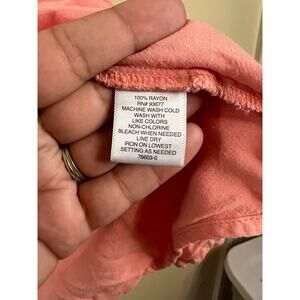 100% RAYON
RN# 93677
MACHINE WASH COLD
WASH WITH
LIKE COLORS
NON-CHLORINE
BLEACH WHEN NEEDED
LINE DRY
IRON ON LOWEST
SETTING AS NEEDED
76603-0